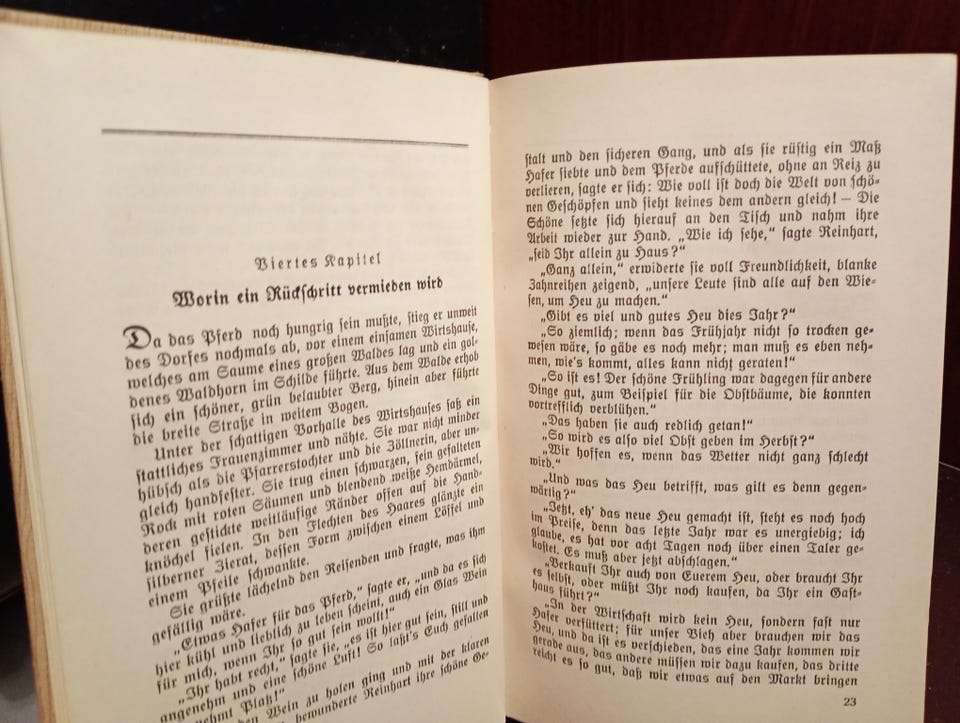 Viertes Kapitel
Worin ein Rückschritt vermieden wird
Da das Pferd noch hungrig sein mußte, stieg er unweit
des Dorfes nochmals ab, vor einem einsamen Wirtshause,
welches am Saume eines großen Waldes lag und ein gol-
denes Waldhorn im Schilde führte. Aus dem Walde erhob
sich ein schöner, grün belaubter Berg, hinein aber führte
die breite Straße in weitem Bogen.
Unter der schattigen Vorhalle des Wirtshauses saß ein
stattliches Frauenzimmer und nähte. Sie war nicht minder
hübsch als die Pfarrerstochter und die Zöllnerin, aber un-
gleich handfester. Sie trug einen schwarzen, fein gefalteten
Rock mit roten Säumen und blendend weiße Hemdärmel,
deren gestickte weitläufige Ränder offen auf die Hand-
knöchel fielen. In den Flechten des Haares glänzte ein
silberner Zierat, dessen Form zwischen einem Löffel und
einem Pfeile schwankte.
Sie grüßte lächelnd den Reisenden und fragte, was ihm
gefällig wäre.
„Etwas Hafer für das Pferd,“ sagte er, „und da es sich
hier kühl und lieblich zu leben scheint, auch ein Glas Wein
für mich, wenn Ihr so gut sein wollt!“
„Ihr habt recht,“ sagte sie, „es ist hier gut sein, still und
angenehm und eine schöne Luft! So laßt's Euch gefallen
nehmt Platz!“
den Wein zu holen ging und mit der klaren
bewunderte Reinhart ihre schöne Ge-
stalt und den sicheren Gang, und als sie rüstig ein Maß
Hafer siebte und dem Pferde aufschüttete, ohne an Reiz zu
verlieren, sagte er sich: Wie voll ist doch die Welt von schö-
nen Geschöpfen und sieht keines dem andern gleich! – Die
Schöne setzte sich hierauf an den Tisch und nahm ihre
Arbeit wieder zur Hand. „Wie ich sehe,“ sagte Reinhart,
„seid Ihr allein zu Haus?“
„Ganz allein,“ erwiderte sie voll Freundlichkeit, blanke
Zahnreihen zeigend, „unsere Leute sind alle auf den Wie-
sen, um Heu zu machen.“
„Gibt es viel und gutes Heu dies Jahr?“
„So ziemlich; wenn das Frühjahr nicht so trocken ge-
wesen wäre, so gäbe es noch mehr; man muß es eben neh-
men, wie's kommt, alles kann nicht geraten!“
„So ist es! Der schöne Frühling war dagegen für andere
Dinge gut, zum Beispiel für die Obstbäume, die konnten
vortrefflich verblühen.“
„Das haben sie auch redlich getan!“
„So wird es also viel Obst geben im Herbst?“
„Wir hoffen es, wenn das Wetter nicht ganz schlecht
wird.“
„Und was das Heu betrifft, was gilt es denn gegen-
wärtig?“
„Jetzt, eh' das neue Heu gemacht ist, steht es noch hoch
im Preise, denn das letzte Jahr war es unergiebig; ich
glaube, es hat vor acht Tagen noch über einen Taler ge-
kostet. Es muß aber jetzt abschlagen.“
„Verkauft Ihr auch von Euerem Heu, oder braucht Ihr
es selbst, oder müßt Ihr noch kaufen, da Ihr ein Gast-
haus führt?“
„In der Wirtschaft wird kein Heu, sondern fast nur
Hafer verfüttert; für unser Vieh aber brauchen wir das
Heu, und da ist es verschieden, das eine Jahr kommen wir
gerade aus, das andere müssen wir dazu kaufen, das dritte
reicht es so gut, daß wir etwas auf den Markt bringen
23